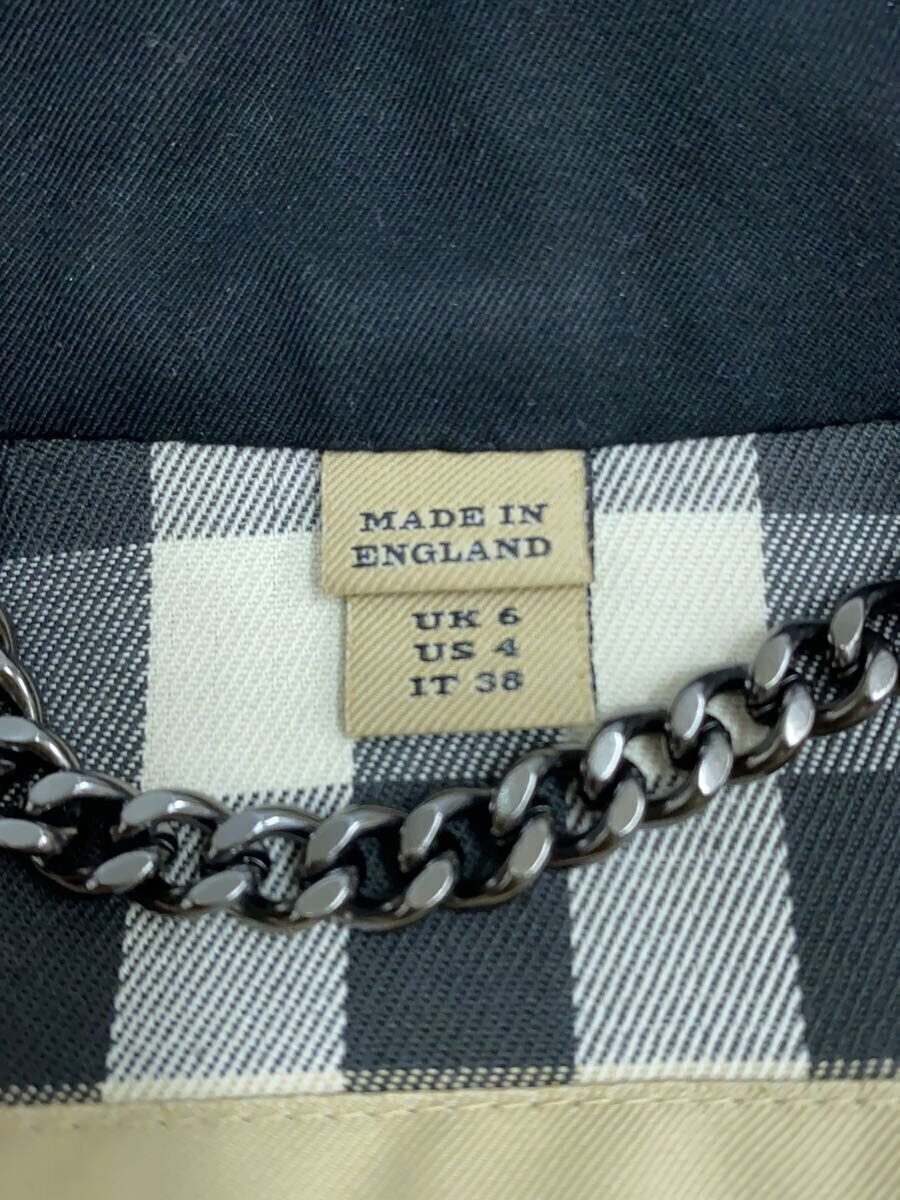 MADE IN
ENGLAND
UK 6
US 4
IT 38